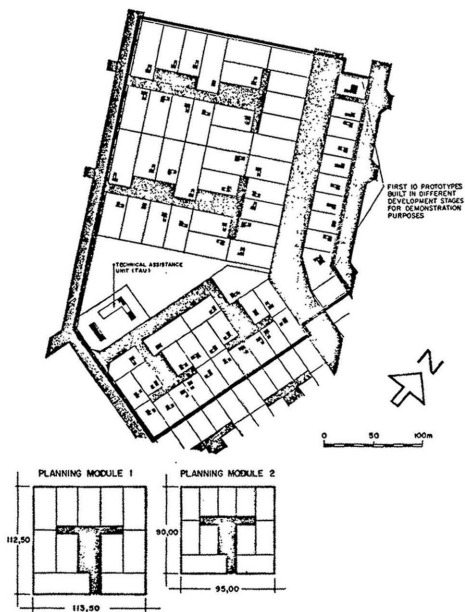 FIRST 10 PROTOTYPES
BUILT IN DIFFERENT
DEVELOPMENT STAGES
FOR DEMONSTRATION
PURPOSES
TECHNICAL ASSISTANCE
UNIT (TAU)
N
0 50 100m
PLANNING MODULE 1
PLANNING MODULE 2
112,50
90,00
113,50
95,00